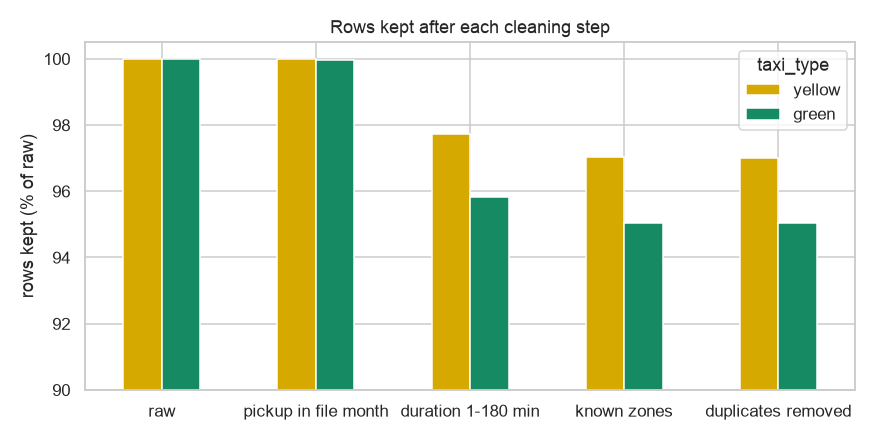 Rows kept after each cleaning step
rows kept (% of raw)
100
98
96
94
92
90
taxi_type
yellow
green
raw
pickup in file month
duration 1-180 min
known zones
duplicates removed